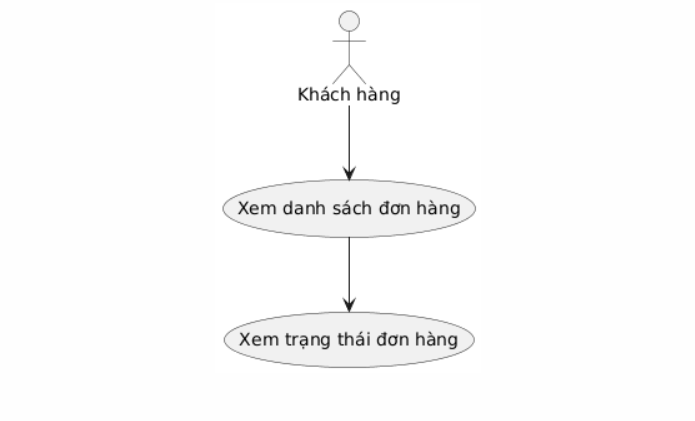 Khách hàng
Xem danh sách đơn hàng
Xem trạng thái đơn hàng